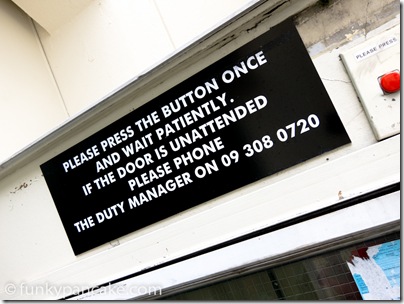 PLEASE PRESS THE BUTTON ONCE
AND WAIT PATIENTLY.
IF THE DOOR IS UNATTENDED
PLEASE PHONE
THE DUTY MANAGER ON 09 308 0720
PLEASE PRESS
© funkypancake.com